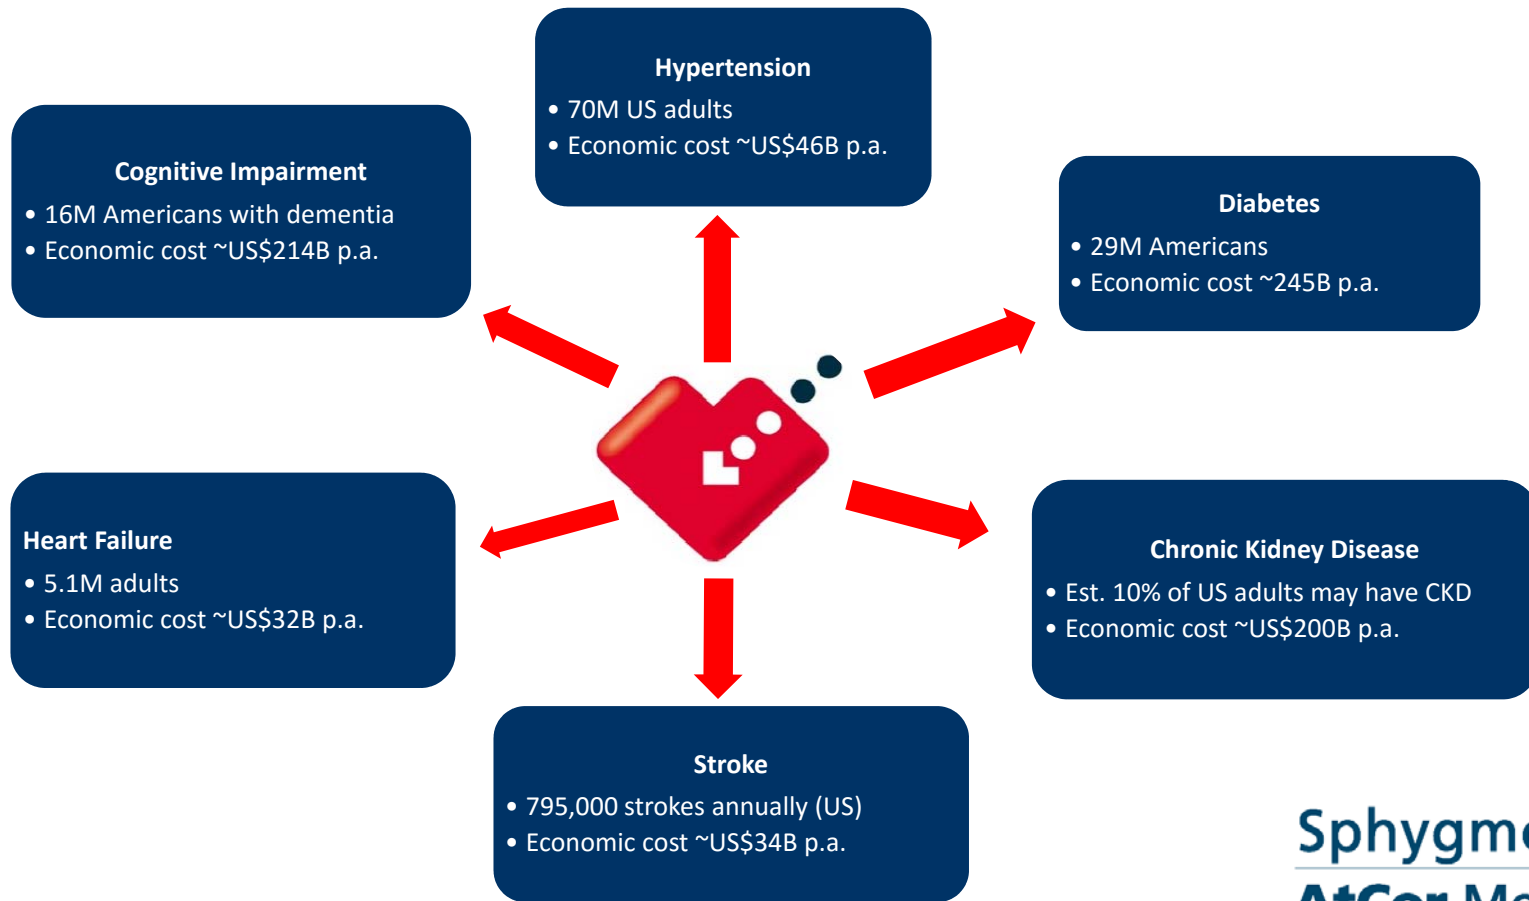 Hypertension
• 70M US adults
• Economic cost ~US$46B p.a.
Cognitive Impairment
• 16M Americans with dementia
• Economic cost ~US$214B p.a.
Diabetes
• 29M Americans
• Economic cost ~245B p.a.
Heart Failure
• 5.1M adults
• Economic cost ~US$32B p.a.
Chronic Kidney Disease
• Est. 10% of US adults may have CKD
• Economic cost ~US$200B p.a.
Stroke
• 795,000 strokes annually (US)
• Economic cost ~US$34B p.a.
AtCor